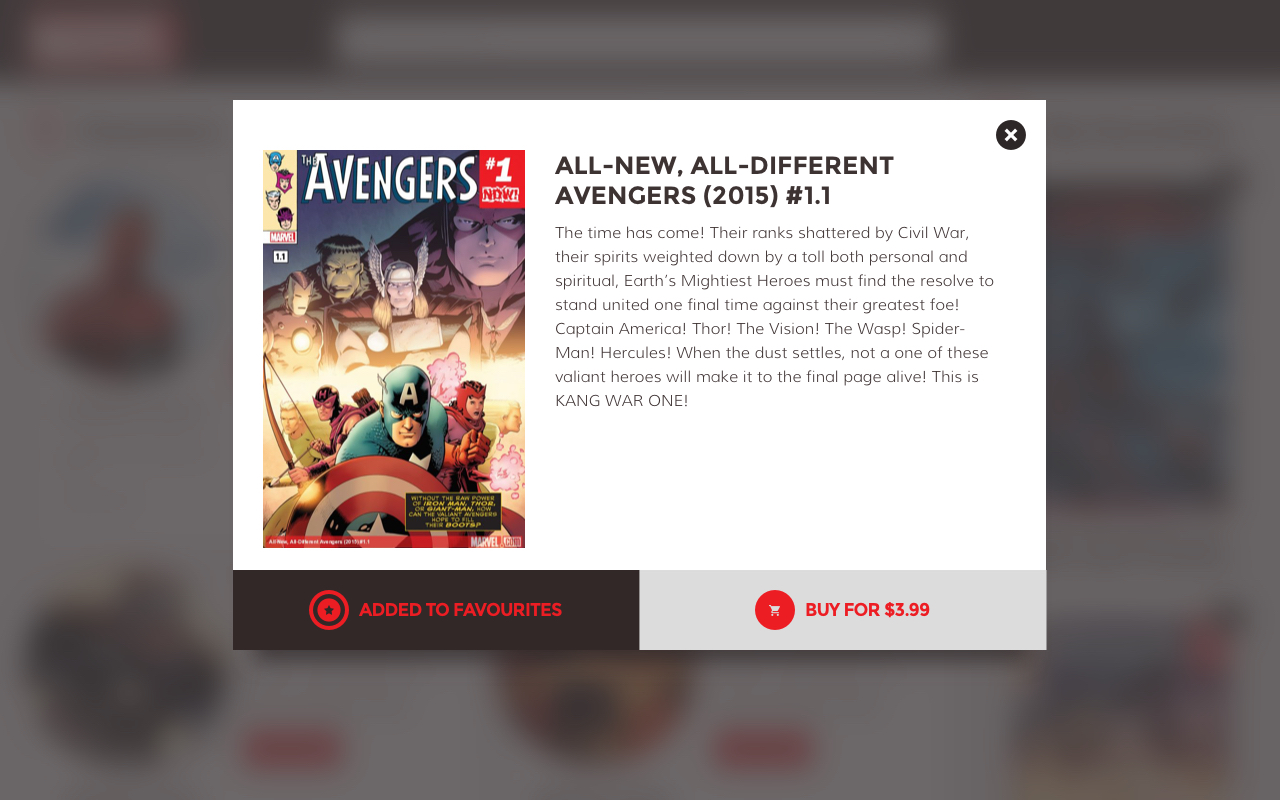 THE AVENGERS
#1
NOW!
MARVEL
1.1
A
WITHOUT THE RAW POWER
OF IRON MAN, THOR,
OR GIANT-MAN, HOW
CAN THE VALIANT AVENGERS
HOPE TO FILL
THEIR BOOTS?
All-New, All-Different Avengers (2015) #1.1
MARVEL.COM
ALL-NEW, ALL-DIFFERENT
AVENGERS (2015) #1.1
The time has come! Their ranks shattered by Civil War,
their spirits weighted down by a toll both personal and
spiritual, Earth’s Mightiest Heroes must find the resolve to
stand united one final time against their greatest foe!
Captain America! Thor! The Vision! The Wasp! Spider-
Man! Hercules! When the dust settles, not a one of these
valiant heroes will make it to the final page alive! This is
KANG WAR ONE!
ADDED TO FAVOURITES
BUY FOR $3.99